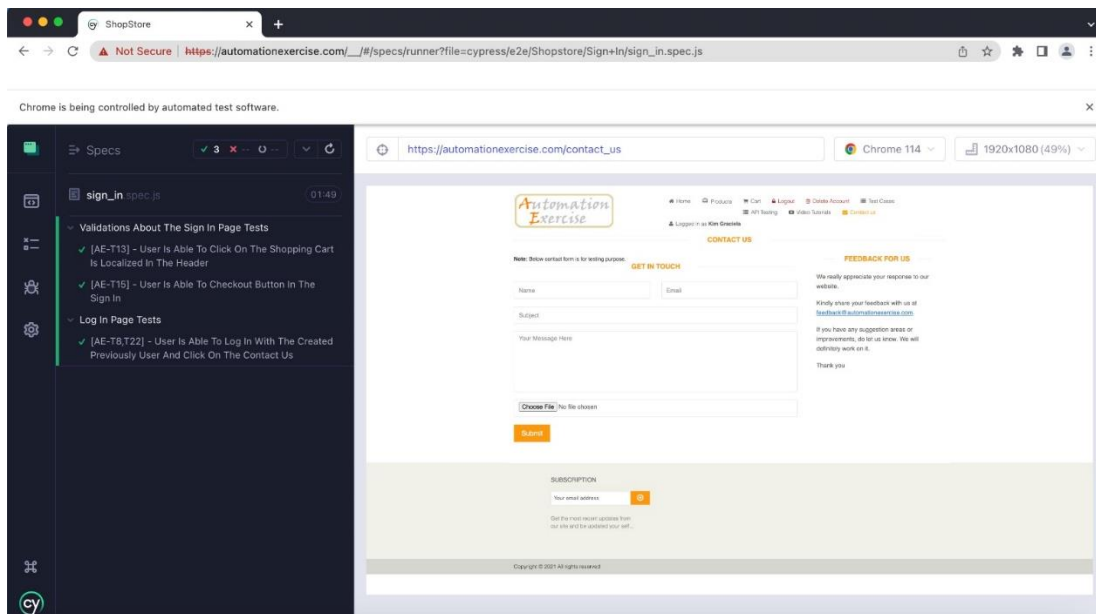 ShopStore
Not Secure https://automationexercise.com/__/#/specs/runner?file=cypress/e2e/Shopstore/Sign+In/sign_in.spec.js
Chrome is being controlled by automated test software.
Specs
3 -- --
https://automationexercise.com/contact_us
Chrome 114
1920x1080 (49%)
sign_in.spec.js 01:49
Validations About The Sign In Page Tests
[AE-T13] - User Is Able To Click On The Shopping Cart
Is Localized In The Header
[AE-T15] - User Is Able To Checkout Button In The
Sign In
Log In Page Tests
[AE-T8,T22] - User Is Able To Log In With The Created
Previously User And Click On The Contact Us
Automation
Exercise
Home Products Cart Logout Delete Account Test Cases
API Testing Video Tutorials Contact us
Logged in as Kim Graciela
CONTACT US
Note: Below contact form is for testing purpose.
GET IN TOUCH
Name
Email
Subject
Your Message Here
Choose File No file chosen
Submit
FEEDBACK FOR US
We really appreciate your response to our
website.
Kindly share your feedback with us at
feedback@automationexercise.com.
If you have any suggestion areas or
improvements, do let us know. We will
definitely work on it.
Thank you
SUBSCRIPTION
Your email address
Get the most recent updates from
our site and be updated your self...
Copyright © 2021 All rights reserved
cy